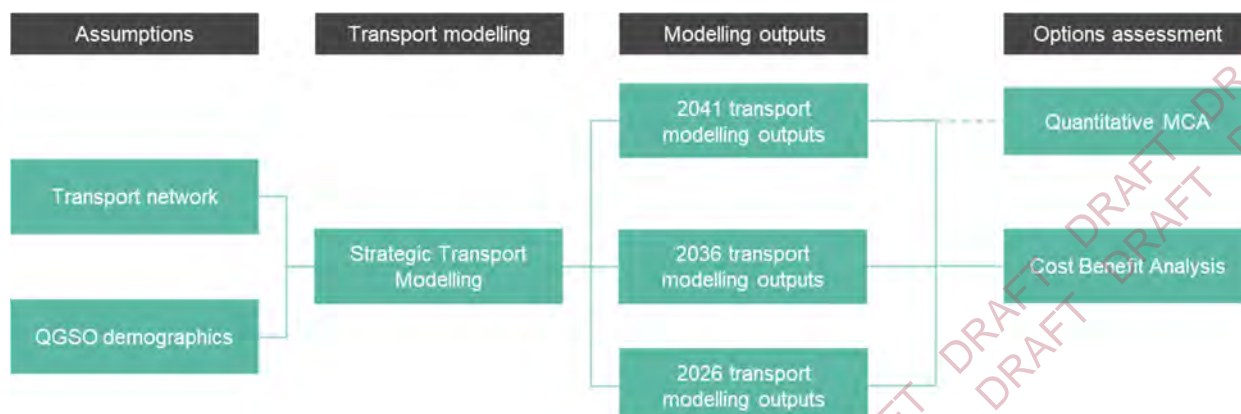 Assumptions
Transport modelling
Modelling outputs
Options assessment
Transport network
QGSO demographics
Strategic Transport
Modelling
2041 transport
modelling outputs
2036 transport
modelling outputs
2026 transport
modelling outputs
Quantitative MCA
Cost Benefit Analysis
DRAFT DRAFT DR
DRAFT DRAFT D